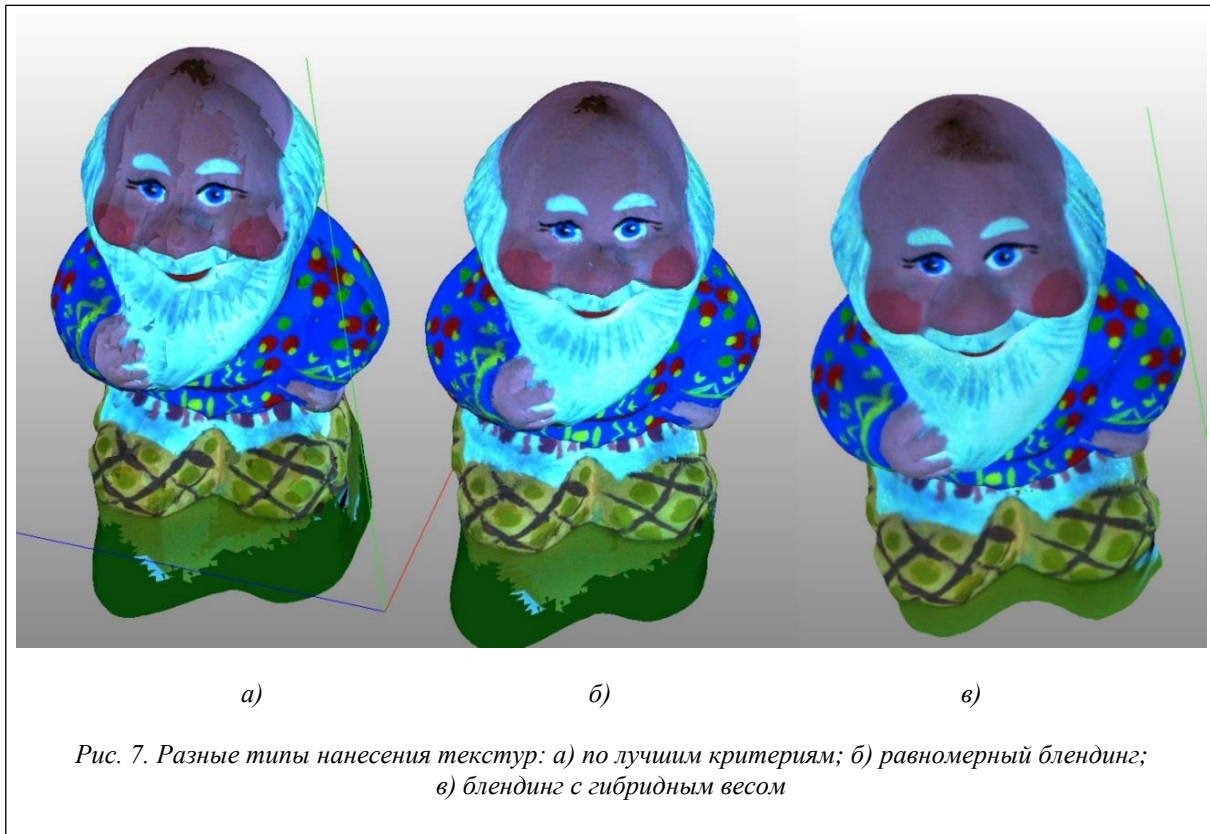 а)
б)
в)
Рис. 7. Разные типы нанесения текстур: а) по лучшим критериям; б) равномерный блендинг;
в) блендинг с гибридным весом